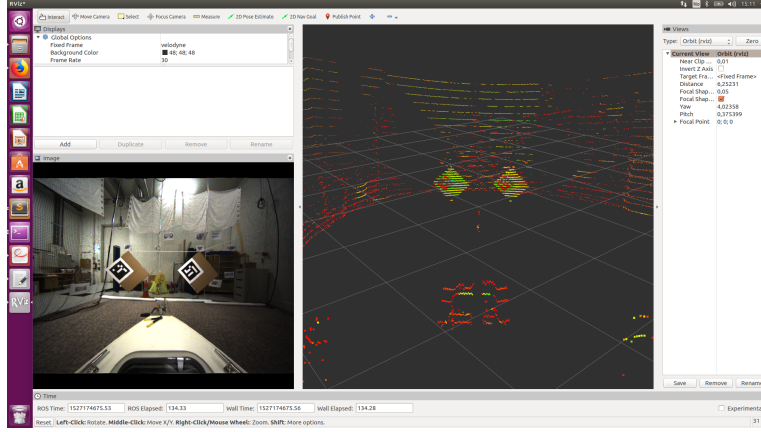 RViz*
No
15:11
Interact
Move Camera
Select
Focus Camera
Measure
2D Pose Estimate
2D Nav Goal
Publish Point
Displays
Global Options
Fixed Frame velodyne
Background Color 48; 48; 48
Frame Rate 30
Add Duplicate Remove Rename
Image
Views
Type: Orbit (rviz) Zero
Current View Orbit (rviz)
Near Clip ... 0,01
Invert Z Axis
Target Fra... <Fixed Frame>
Distance 6,25231
Focal Shap... 0,05
Focal Shap...
Yaw 4,02358
Pitch 0,375399
Focal Point 0; 0; 0
Save Remove Rename
Time
ROS Time: 1527174675.53 ROS Elapsed: 134.33 Wall Time: 1527174675.56 Wall Elapsed: 134.28 Experimenta
Reset Left-Click: Rotate. Middle-Click: Move X/Y. Right-Click/Mouse Wheel: Zoom. Shift: More options. 31
RViz